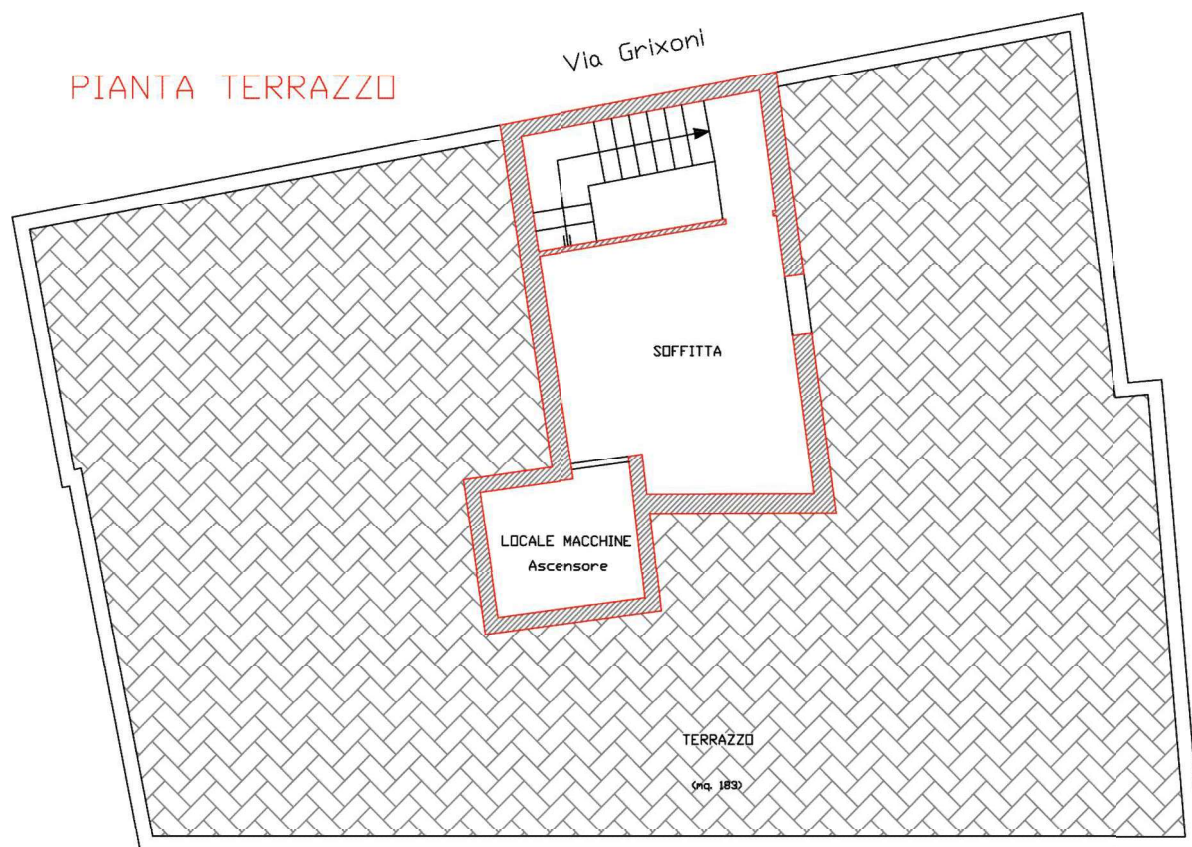 Via Grixoni
PIANTA TERRAZZO
SOFFITTA
LOCALE MACCHINE
Ascensore
TERRAZZO
(mq. 183)